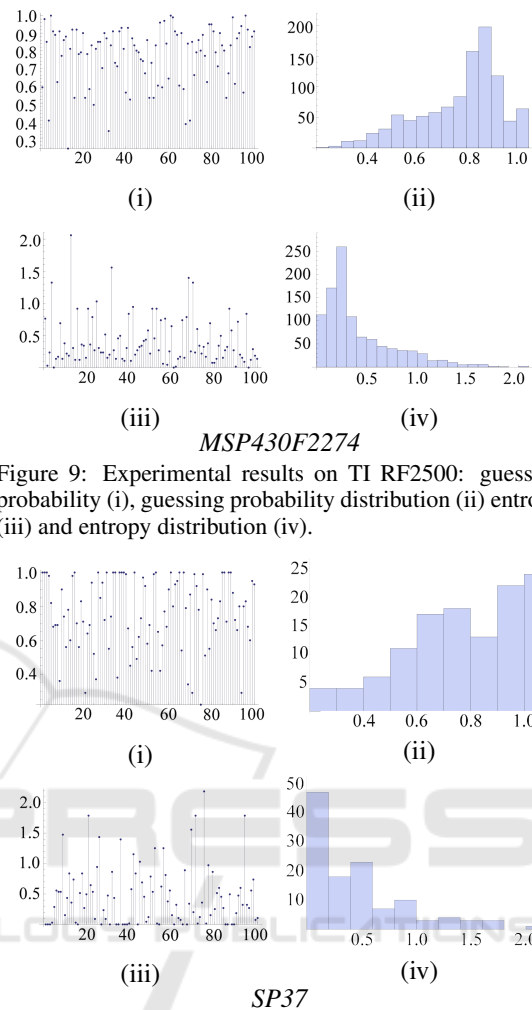 1.0
0.9
0.8
0.7
0.6
0.5
0.4
0.3
20 40 60 80 100
200
150
100
50
0.4 0.6 0.8 1.0
(i) (ii)
2.0
1.5
1.0
0.5
20 40 60 80 100
250
200
150
100
50
0.5 1.0 1.5 2.0
(iii) (iv)
MSP430F2274
Figure 9: Experimental results on TI RF2500: guess
probability (i), guessing probability distribution (ii) entro
(iii) and entropy distribution (iv).
1.0
0.8
0.6
0.4
20 40 60 80 100
25
20
15
10
5
0.4 0.6 0.8 1.0
(i) (ii)
2.0
1.5
1.0
0.5
20 40 60 80 100
50
40
30
20
10
0.5 1.0 1.5 2.0
(iii) (iv)
SP37
PRESS
LOGY PUBLICATIONS